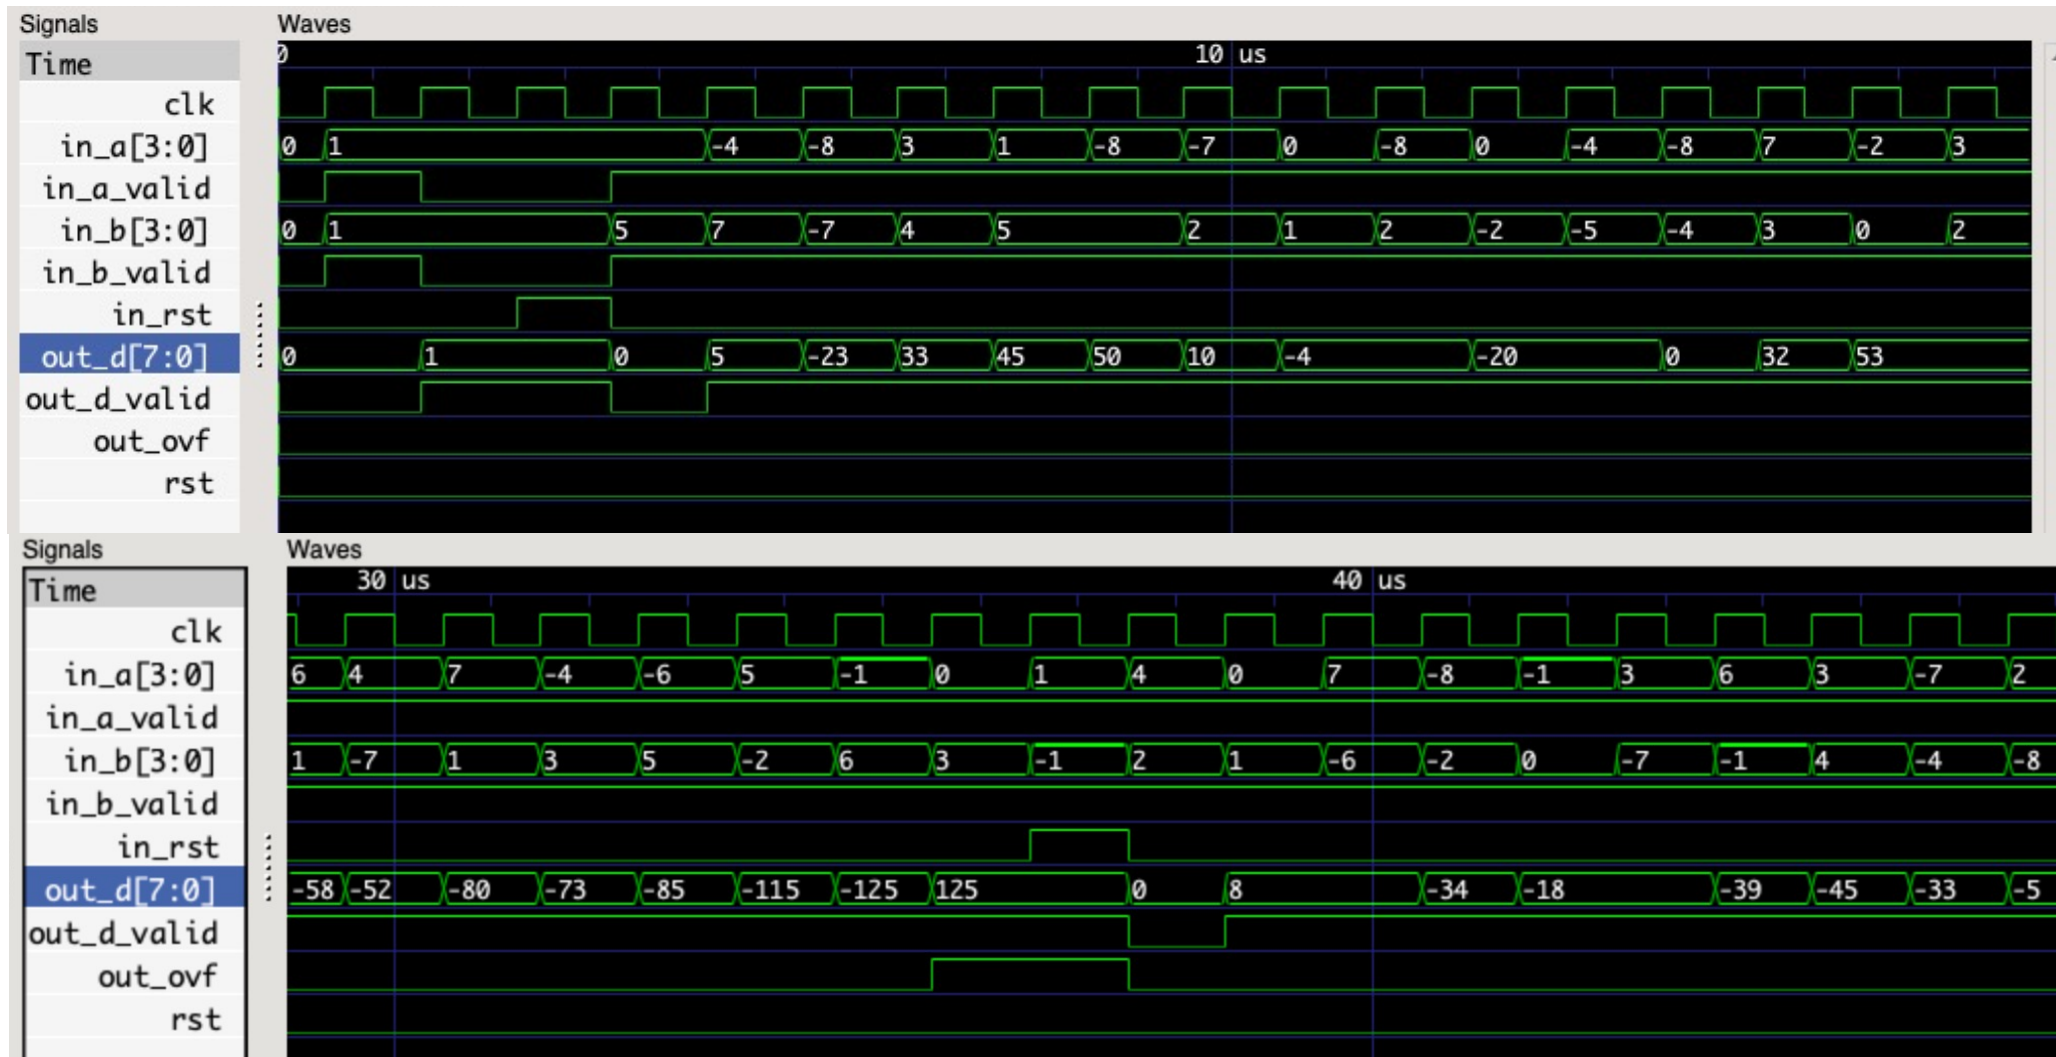 Signals Waves
Time 0 10 us
clk
in_a[3:0] 0 1 -4 -8 3 1 -8 -7 0 -8 0 -4 -8 7 -2 3
in_a_valid
in_b[3:0] 0 1 5 7 -7 4 5 2 1 2 -2 -5 -4 3 0 2
in_b_valid
in_rst
out_d[7:0] 0 1 0 5 -23 33 45 50 10 -4 -20 0 32 53
out_d_valid
out_ovf
rst
Signals Waves
Time 30 us 40 us
clk
in_a[3:0] 6 4 7 -4 -6 5 -1 0 1 4 0 7 -8 -1 3 6 3 -7 2
in_a_valid
in_b[3:0] 1 -7 1 3 5 -2 6 3 -1 2 1 -6 -2 0 -7 -1 4 -4 -8
in_b_valid
in_rst
out_d[7:0] -58 -52 -80 -73 -85 -115 -125 125 0 8 -34 -18 -39 -45 -33 -5
out_d_valid
out_ovf
rst